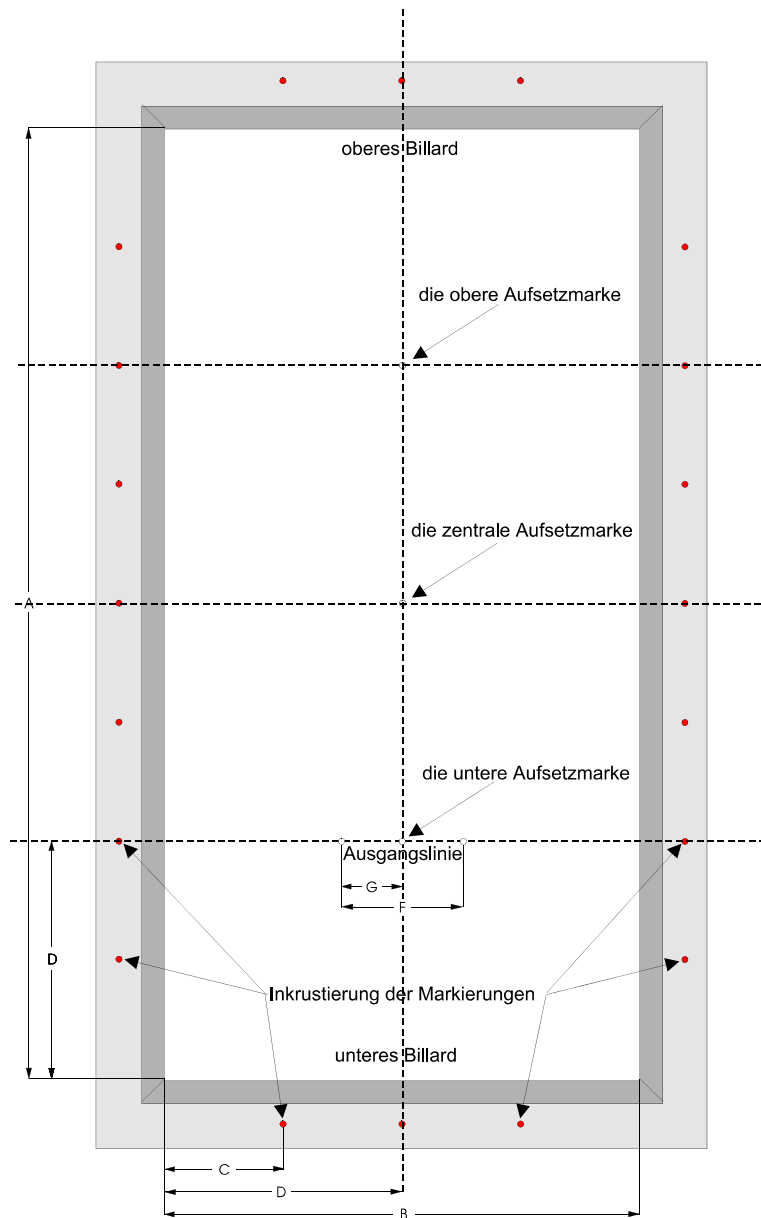 oberes Billard
die obere Aufsetzmarke
die zentrale Aufsetzmarke
A
die untere Aufsetzmarke
Ausgangslinie
G
F
D
Inkrustierung der Markierungen
unteres Billard
C
D
B